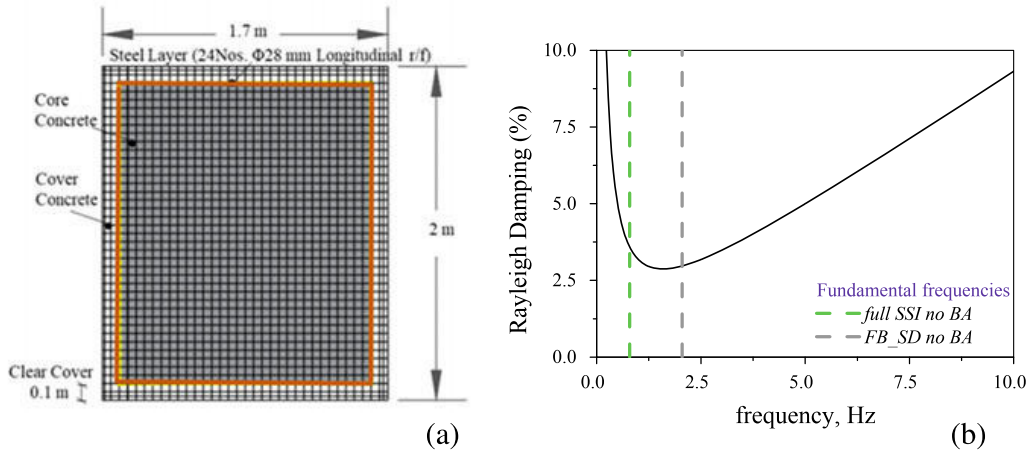 1.7 m
Steel Layer (24Nos. Φ28 mm Longitudinal r/f)
Core
Concrete
Cover
Concrete
2 m
Clear Cover
0.1 m
(a)
Rayleigh Damping (%)
10.0
7.5
5.0
2.5
0.0
Fundamental frequencies
full SSI no BA
FB_SD no BA
0.0 2.5 5.0 7.5 10.0
frequency, Hz
(b)